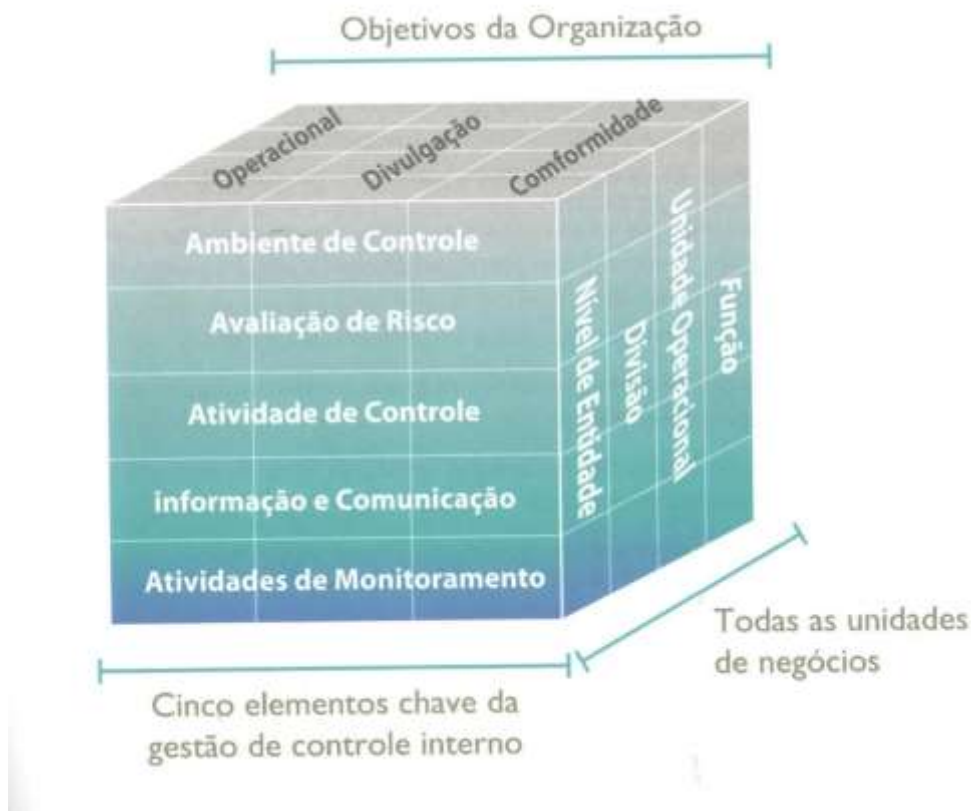 Objetivos da Organização
Operacional
Divulgação
Comformidade
Ambiente de Controle
Avaliação de Risco
Atividade de Controle
Informação e Comunicação
Atividades de Monitoramento
Nível de Entidade
Divisão
Unidade Operacional
Função
Todas as unidades
de negócios
Cinco elementos chave da
gestão de controle interno